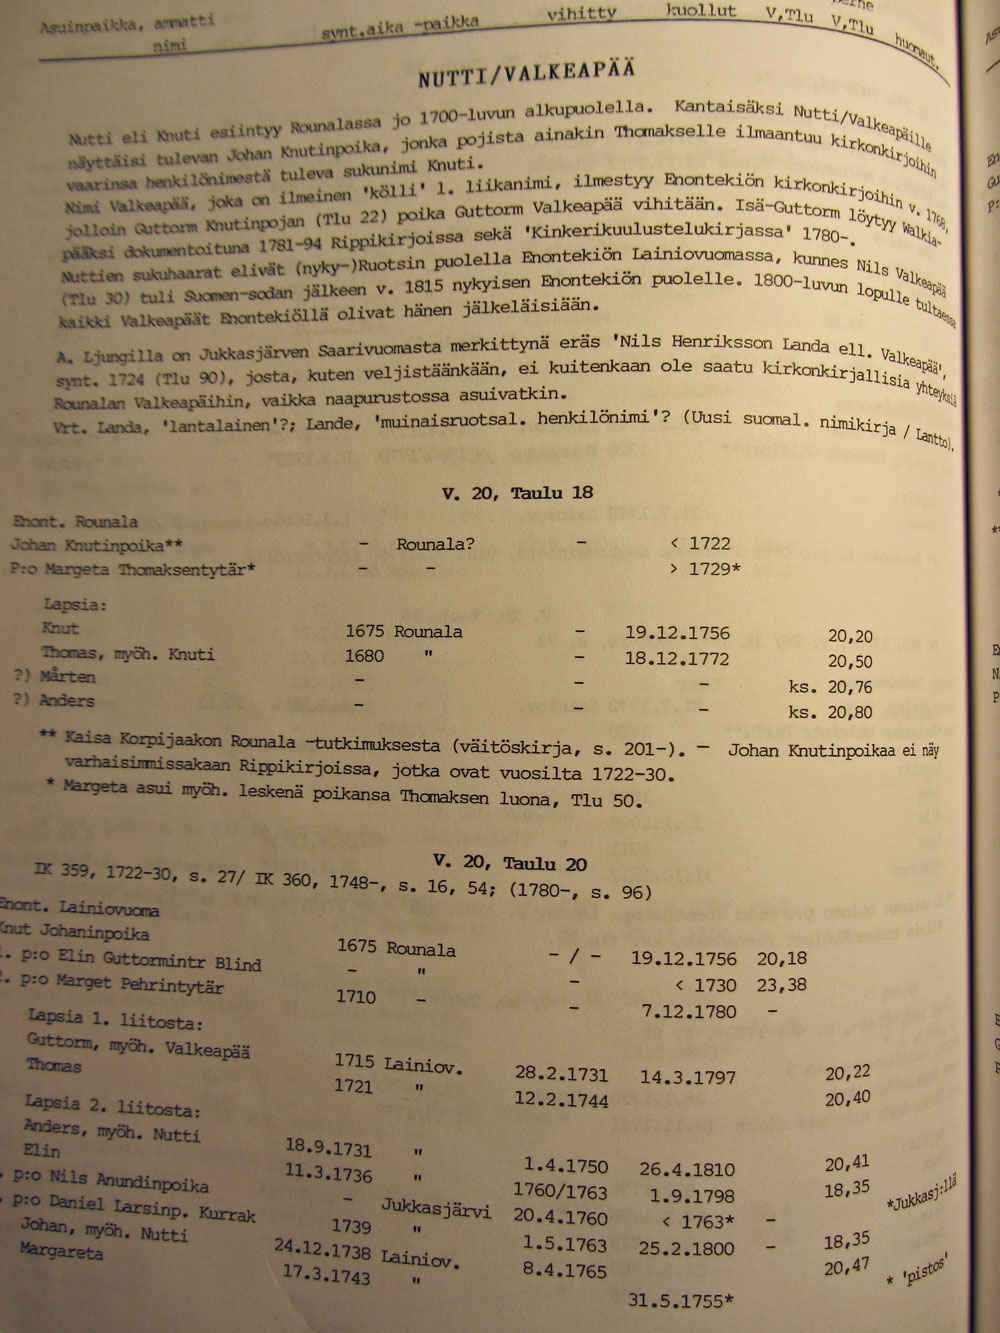 Asuinpaikka, ammatti synt.aika -paikka vihitty kuollut V,Tlu V,Tlu huomaut.
nimi
NUTTI/VALKEAPÄÄ
Nutti eli Knuti esiintyy Rounalassa jo 1700-luvun alkupuolella. Kantaisäksi Nutti/Valkeapäille
näyttäisi tulevan Johan Knutinpoika, jonka pojista ainakin Thomakselle ilmaantuu kirkonkirjoihin
vaarinsa henkilönimestä tuleva sukunimi Knuti.
Nimi Valkeapää, joka on ilmeinen 'kölli' l. liikanimi, ilmestyy Enontekiön kirkonkirjoihin v. 1768,
jolloin Guttorm Knutinpojan (Tlu 22) poika Guttorm Valkeapää vihitään. Isä-Guttorm löytyy Walkia-
pääksi dokumentoituna 1781-94 Rippikirjoissa sekä 'Kinkerikuulustelukirjassa' 1780-.
Nuttien sukuhaarat elivät (nyky-)Ruotsin puolella Enontekiön Lainiovuomassa, kunnes Nils Valkeapää
(Tlu 30) tuli Suomen-sodan jälkeen v. 1815 nykyisen Enontekiön puolelle. 1800-luvun lopulle tultaessa
kaikki Valkeapäät Enontekiöllä olivat hänen jälkeläisiään.
A. Ljungilla on Jukkasjärven Saarivuomasta merkittynä eräs 'Nils Henriksson Landa ell. Valkeapää',
synt. 1724 (Tlu 90), josta, kuten veljistäänkään, ei kuitenkaan ole saatu kirkonkirjallisia yhteyksiä
Rounalan Valkeapäihin, vaikka naapurustossa asuivatkin.
Vrt. Landa, 'lantalainen'?; Lande, 'muinaisruotsal. henkilönimi'? (Uusi suomal. nimikirja / Lantto).
V. 20, Taulu 18
Enont. Rounala
Johan Knutinpoika** - Rounala? - < 1722
P:o Margeta Thomaksentytär* - - > 1729*
Lapsia:
Knut 1675 Rounala - 19.12.1756 20,20
Thomas, myöh. Knuti 1680 " - 18.12.1772 20,50
?) Mårten - - - ks. 20,76
?) Anders - - - ks. 20,80
** Kaisa Korpijaakon Rounala -tutkimuksesta (väitöskirja, s. 201-). - Johan Knutinpoikaa ei näy
varhaisimmissakaan Rippikirjoissa, jotka ovat vuosilta 1722-30.
* Margeta asui myöh. leskenä poikansa Thomaksen luona, Tlu 50.
V. 20, Taulu 20
IK 359, 1722-30, s. 27/ IK 360, 1748-, s. 16, 54; (1780-, s. 96)
Enont. Lainiovuoma
Knut Johaninpoika 1675 Rounala - / - 19.12.1756 20,18
1. p:o Elin Guttormintr Blind - " - < 1730 23,38
2. p:o Marget Pehrintytär 1710 - - 7.12.1780 -
Lapsia 1. liitosta:
Guttorm, myöh. Valkeapää 1715 Lainiov. 28.2.1731 14.3.1797 20,22
Thomas 1721 " 12.2.1744 20,40
Lapsia 2. liitosta:
Anders, myöh. Nutti 18.9.1731 " 1.4.1750 26.4.1810 20,41
Elin 11.3.1736 " 1760/1763 1.9.1798 18,35
. p:o Nils Anundinpoika - Jukkasjärvi 20.4.1760 < 1763* - *Jukkasj:llä
. p:o Daniel Larsinp. Kurrak 1739 " 1.5.1763 25.2.1800 - 18,35
Johan, myöh. Nutti 24.12.1738 Lainiov. 8.4.1765 20,47
Margareta 17.3.1743 " 31.5.1755* * 'pistos'